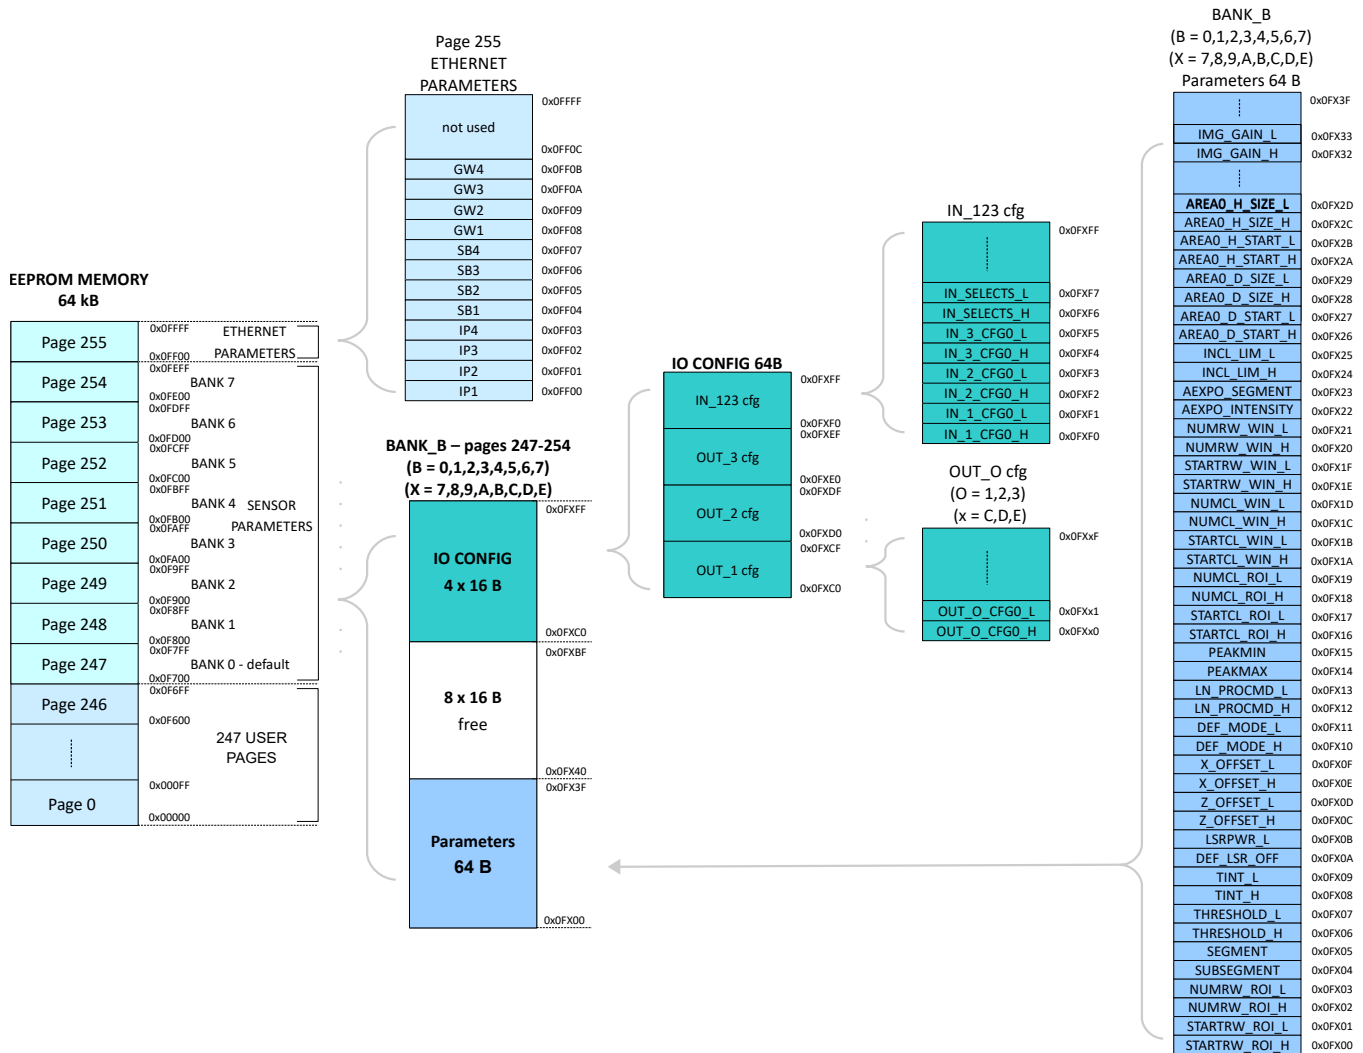 EEPROM MEMORY
64 kB
Page 255
Page 254
Page 253
Page 252
Page 251
Page 250
Page 249
Page 248
Page 247
Page 246
Page 0
0x0FFFF
0x0FF00
0x0FEFF
0x0FE00
0x0FDFF
0x0FD00
0x0FCFF
0x0FC00
0x0FBFF
0x0FB00
0x0FAFF
0x0FA00
0x0F9FF
0x0F900
0x0F8FF
0x0F800
0x0F7FF
0x0F700
0x0F6FF
0x0F600
0x000FF
0x00000
ETHERNET
PARAMETERS
BANK 7
BANK 6
BANK 5
BANK 4
SENSOR
PARAMETERS
BANK 3
BANK 2
BANK 1
BANK 0 - default
247 USER
PAGES
Page 255
ETHERNET
PARAMETERS
0x0FFFF
not used
0x0FF0C
GW4 0x0FF0B
GW3 0x0FF0A
GW2 0x0FF09
GW1 0x0FF08
SB4 0x0FF07
SB3 0x0FF06
SB2 0x0FF05
SB1 0x0FF04
IP4 0x0FF03
IP3 0x0FF02
IP2 0x0FF01
IP1 0x0FF00
BANK_B – pages 247-254
(B = 0,1,2,3,4,5,6,7)
(X = 7,8,9,A,B,C,D,E)
0x0FXFF
IO CONFIG
4 x 16 B
0x0FXC0
0x0FXBF
8 x 16 B
free
0x0FX40
0x0FX3F
Parameters
64 B
0x0FX00
IO CONFIG 64B
0x0FXFF
IN_123 cfg
0x0FXF0
0x0FXEF
OUT_3 cfg
0x0FXE0
0x0FXDF
OUT_2 cfg
0x0FXD0
0x0FXCF
OUT_1 cfg
0x0FXC0
IN_123 cfg
0x0FXFF
IN_SELECTS_L 0x0FXF7
IN_SELECTS_H 0x0FXF6
IN_3_CFG0_L 0x0FXF5
IN_3_CFG0_H 0x0FXF4
IN_2_CFG0_L 0x0FXF3
IN_2_CFG0_H 0x0FXF2
IN_1_CFG0_L 0x0FXF1
IN_1_CFG0_H 0x0FXF0
OUT_O cfg
(O = 1,2,3)
(x = C,D,E)
0x0FXxF
OUT_O_CFG0_L 0x0FXx1
OUT_O_CFG0_H 0x0FXx0
BANK_B
(B = 0,1,2,3,4,5,6,7)
(X = 7,8,9,A,B,C,D,E)
Parameters 64 B
0x0FX3F
IMG_GAIN_L 0x0FX33
IMG_GAIN_H 0x0FX32
AREA0_H_SIZE_L 0x0FX2D
AREA0_H_SIZE_H 0x0FX2C
AREA0_H_START_L 0x0FX2B
AREA0_H_START_H 0x0FX2A
AREA0_D_SIZE_L 0x0FX29
AREA0_D_SIZE_H 0x0FX28
AREA0_D_START_L 0x0FX27
AREA0_D_START_H 0x0FX26
INCL_LIM_L 0x0FX25
INCL_LIM_H 0x0FX24
AEXPO_SEGMENT 0x0FX23
AEXPO_INTENSITY 0x0FX22
NUMRW_WIN_L 0x0FX21
NUMRW_WIN_H 0x0FX20
STARTRW_WIN_L 0x0FX1F
STARTRW_WIN_H 0x0FX1E
NUMCL_WIN_L 0x0FX1D
NUMCL_WIN_H 0x0FX1C
STARTCL_WIN_L 0x0FX1B
STARTCL_WIN_H 0x0FX1A
NUMCL_ROI_L 0x0FX19
NUMCL_ROI_H 0x0FX18
STARTCL_ROI_L 0x0FX17
STARTCL_ROI_H 0x0FX16
PEAKMIN 0x0FX15
PEAKMAX 0x0FX14
LN_PROCMD_L 0x0FX13
LN_PROCMD_H 0x0FX12
DEF_MODE_L 0x0FX11
DEF_MODE_H 0x0FX10
X_OFFSET_L 0x0FX0F
X_OFFSET_H 0x0FX0E
Z_OFFSET_L 0x0FX0D
Z_OFFSET_H 0x0FX0C
LSRPWR_L 0x0FX0B
DEF_LSR_OFF 0x0FX0A
TINT_L 0x0FX09
TINT_H 0x0FX08
THRESHOLD_L 0x0FX07
THRESHOLD_H 0x0FX06
SEGMENT 0x0FX05
SUBSEGMENT 0x0FX04
NUMRW_ROI_L 0x0FX03
NUMRW_ROI_H 0x0FX02
STARTRW_ROI_L 0x0FX01
STARTRW_ROI_H 0x0FX00